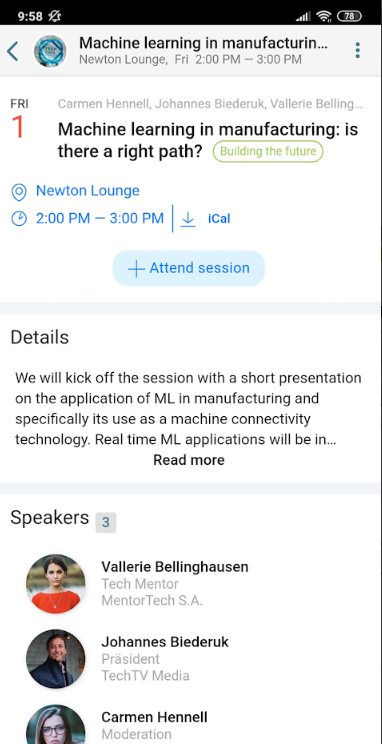 9:58 78
Machine learning in manufacturin...
Newton Lounge, Fri 2:00 PM — 3:00 PM
FRI
1
Carmen Hennell, Johannes Biederuk, Vallerie Belling...
Machine learning in manufacturing: is
there a right path? Building the future
Newton Lounge
2:00 PM — 3:00 PM iCal
Attend session
Details
We will kick off the session with a short presentation
on the application of ML in manufacturing and
specifically its use as a machine connectivity
technology. Real time ML applications will be in...
Read more
Speakers 3
Vallerie Bellinghausen
Tech Mentor
MentorTech S.A.
Johannes Biederuk
Präsident
TechTV Media
Carmen Hennell
Moderation